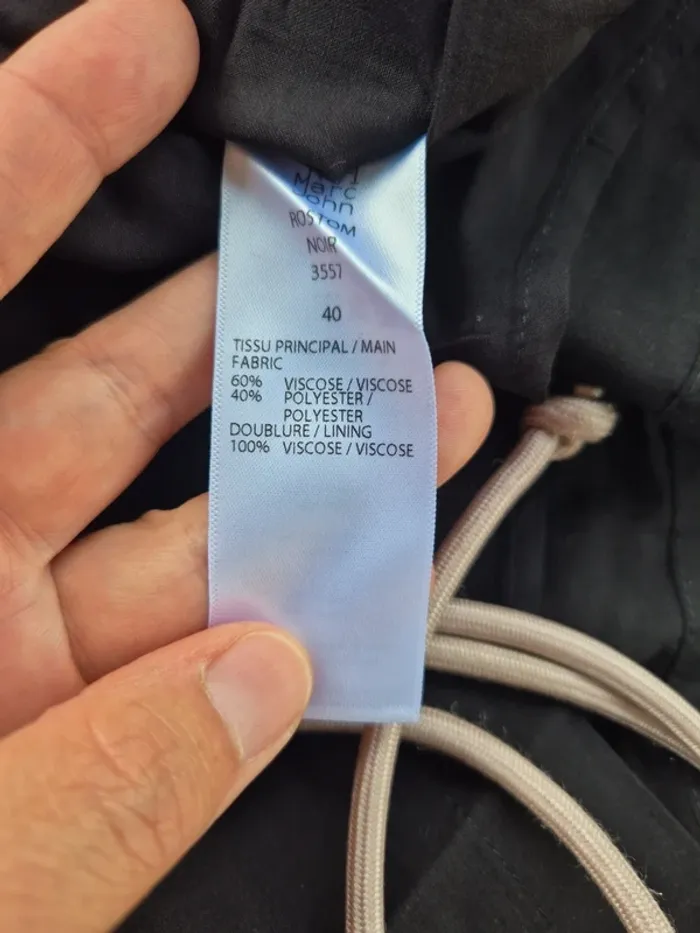 Marc
John
ROSTOM
NOIR
3557
40
TISSU PRINCIPAL / MAIN
FABRIC
60% VISCOSE / VISCOSE
40% POLYESTER /
POLYESTER
DOUBLURE / LINING
100% VISCOSE / VISCOSE